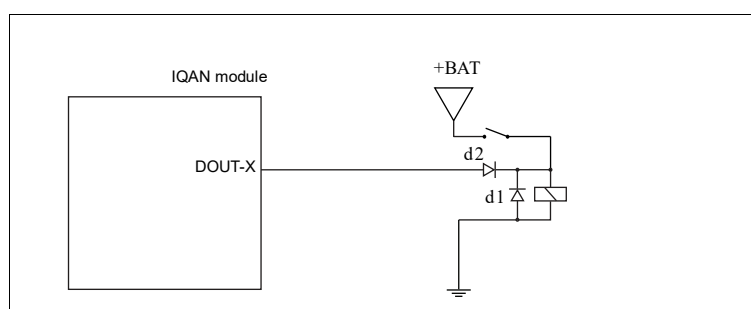 +BAT
IQAN module
d2
DOUT-X
d1